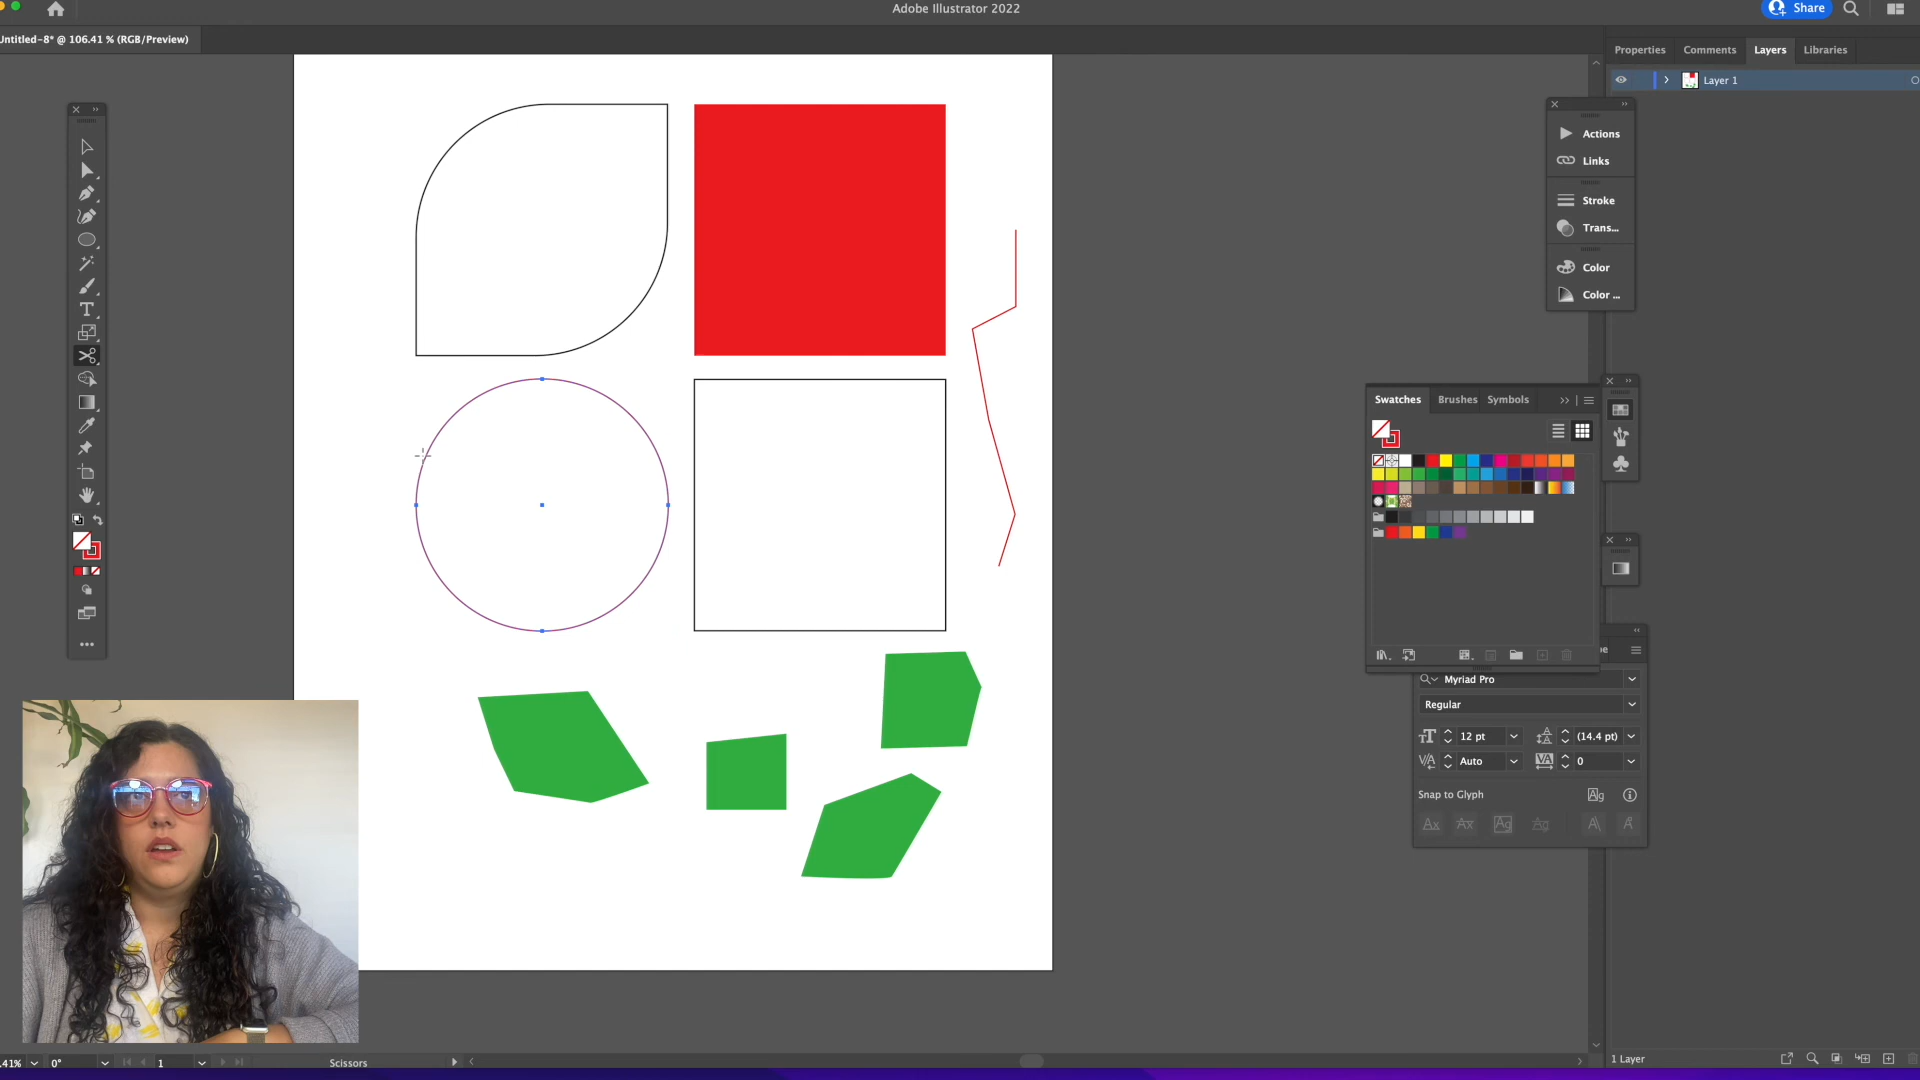 Adobe Illustrator 2022
Share
Untitled-8* @ 106.41 % (RGB/Preview)
Properties
Comments
Layers
Libraries
Layer 1
Actions
Links
Stroke
Trans...
Color
Color ...
Swatches
Brushes
Symbols
Myriad Pro
Regular
12 pt
(14.4 pt)
Auto
0
Snap to Glyph
.41%
0°
1
Scissors
1 Layer